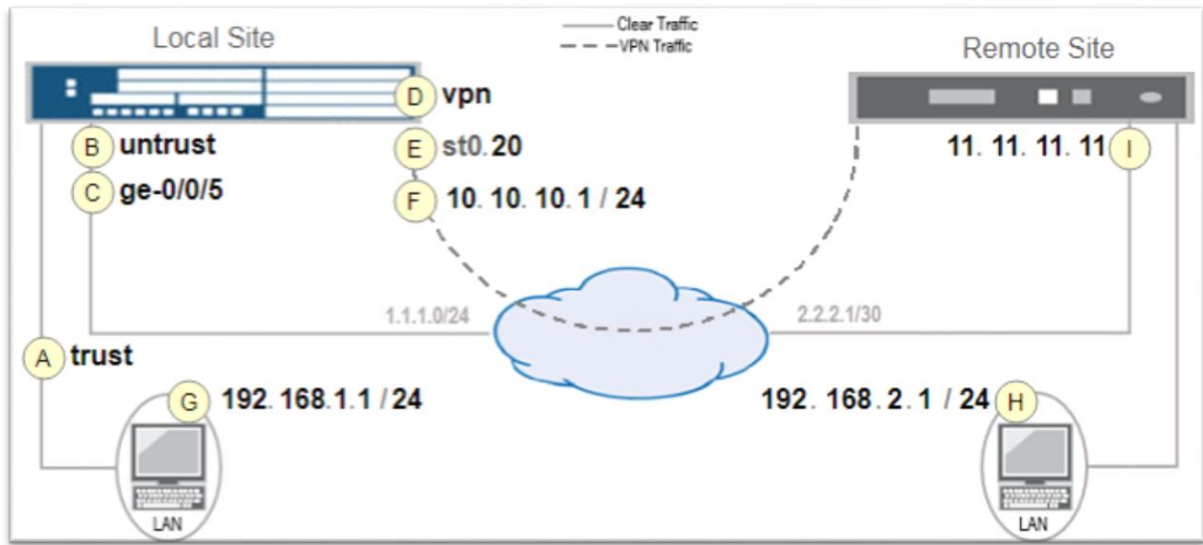 Local Site
Clear Traffic
VPN Traffic
Remote Site
D vpn
B untrust
E st0.20
11. 11. 11. 11 I
C ge-0/0/5
F 10. 10. 10. 1 / 24
1.1.1.0/24
2.2.2.1/30
A trust
G 192. 168.1.1 / 24
192. 168. 2. 1 / 24 H
LAN
LAN